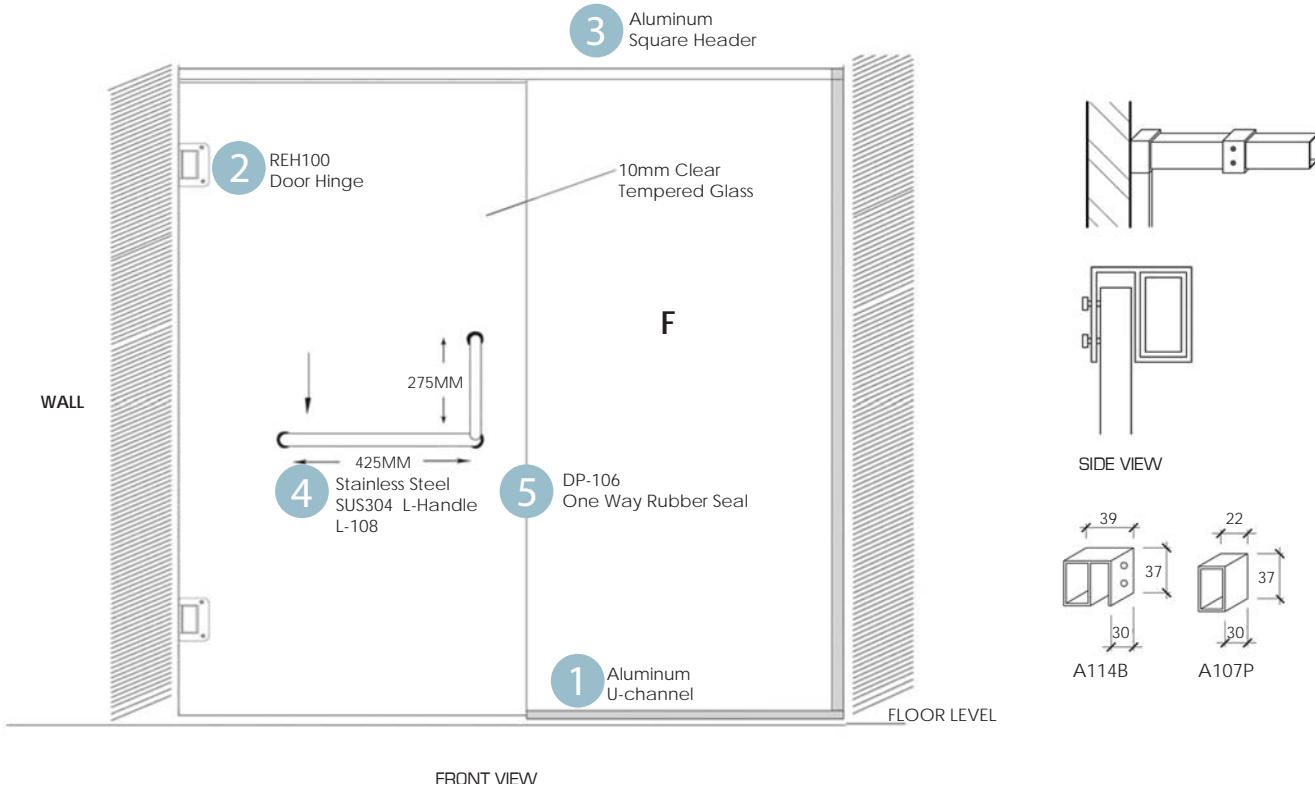 3
Aluminum
Square Header
2
REH100
Door Hinge
10mm Clear
Tempered Glass
F
275MM
WALL
425MM
4
Stainless Steel
SUS304 L-Handle
L-108
5
DP-106
One Way Rubber Seal
1
Aluminum
U-channel
FLOOR LEVEL
FRONT VIEW
SIDE VIEW
39
37
30
A114B
22
37
30
A107P